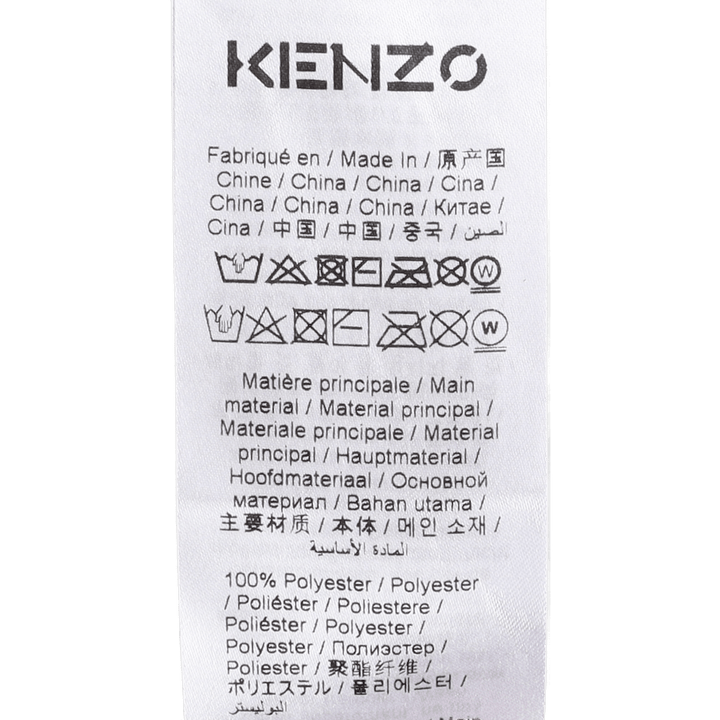 KENZO
Fabriqué en / Made In / 原产国
Chine / China / China / Cina /
China / China / China / Китае /
Cina / 中国 / 中国 / 중국 / الصين
W
W
Matière principale / Main
material / Material principal /
Materiale principale / Material
principal / Hauptmaterial /
Hoofdmateriaal / Основной
материал / Bahan utama /
主要材质 / 本体 / 메인 소재 /
المادة الأساسية
100% Polyester / Polyester
/ Poliéster / Poliestere /
Poliéster / Polyester /
Polyester / Полиэстер /
Poliester / 聚酯纤维 /
ポリエステル / 폴리에스터 /
البوليستر